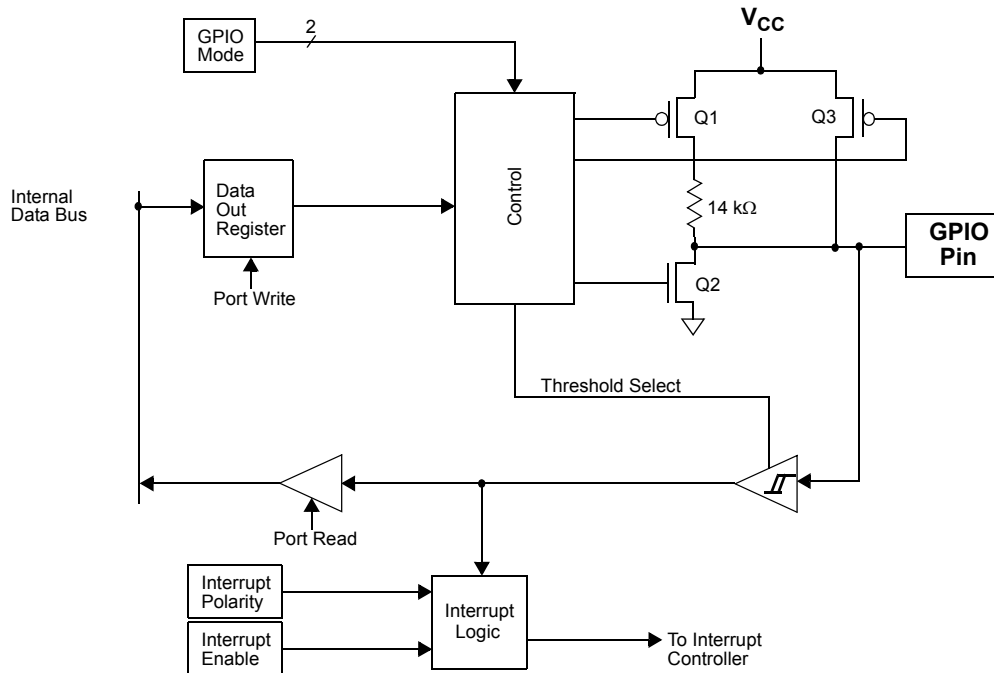 GPIO
Mode
2
VCC
Q1
Q3
Internal
Data Bus
Data
Out
Register
Control
14 kΩ
GPIO
Pin
Q2
Port Write
Threshold Select
Port Read
Interrupt
Polarity
Interrupt
Logic
Interrupt
Enable
To Interrupt
Controller